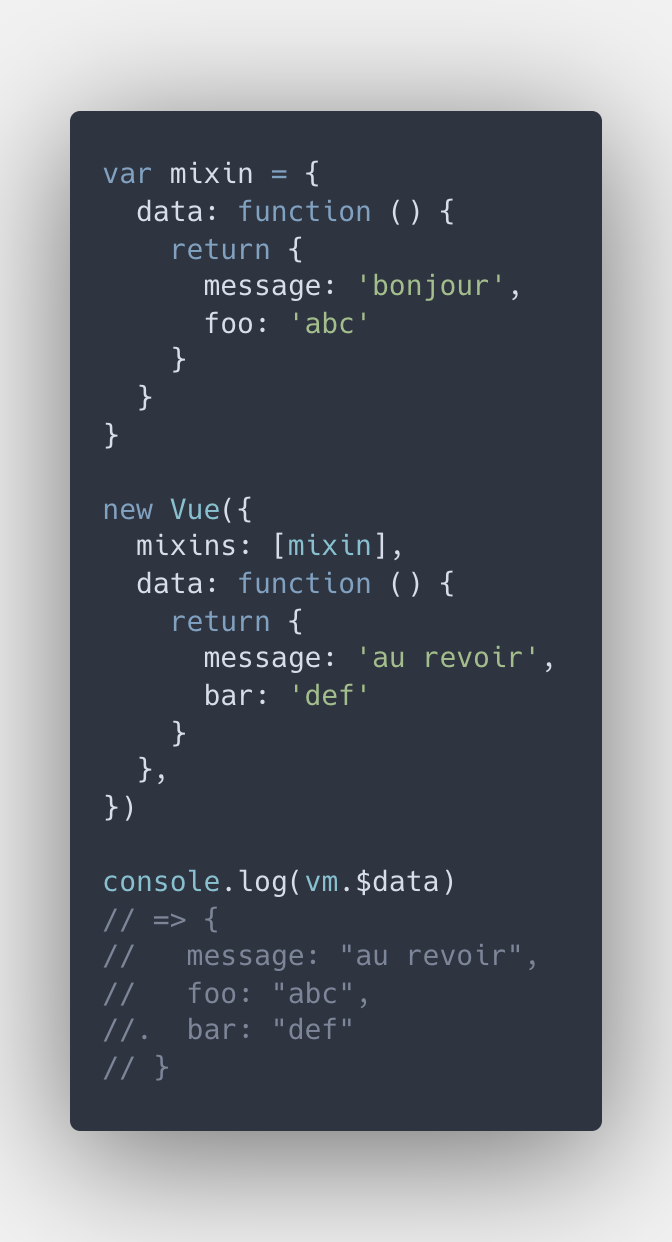 var mixin = {
  data: function () {
    return {
      message: 'bonjour',
      foo: 'abc'
    }
  }
}

new Vue({
  mixins: [mixin],
  data: function () {
    return {
      message: 'au revoir',
      bar: 'def'
    }
  },
})

console.log(vm.$data)
// => {
//   message: "au revoir",
//   foo: "abc",
//.  bar: "def"
// }